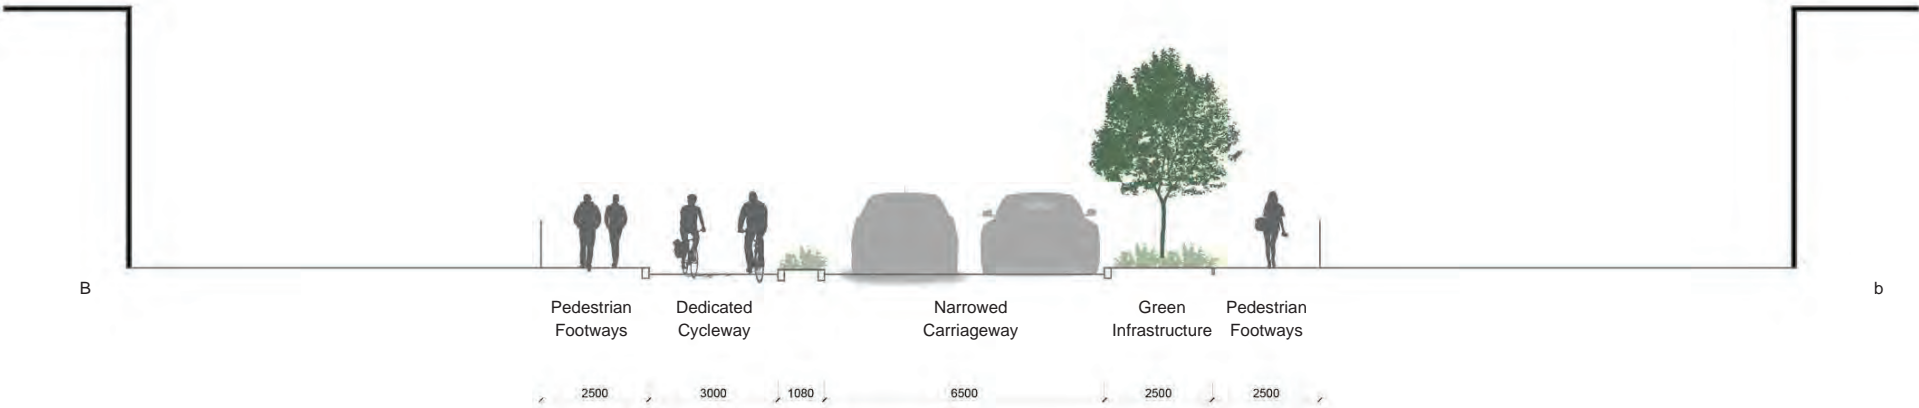 B
b
Pedestrian
Footways
Dedicated
Cycleway
Narrowed
Carriageway
Green
Infrastructure
Pedestrian
Footways
2500
3000
1080
6500
2500
2500